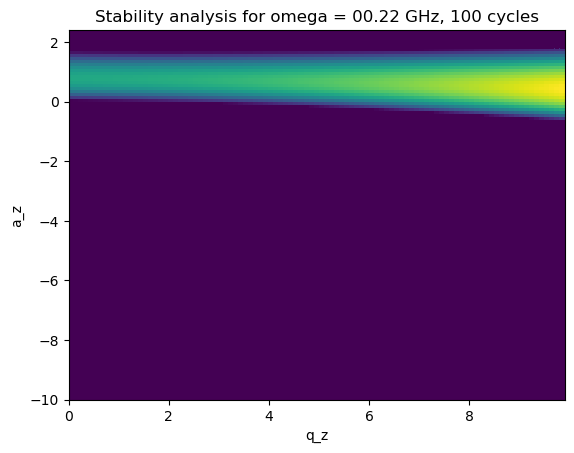 Stability analysis for omega = 00.22 GHz, 100 cycles
2
0
−2
−4
−6
−8
−10
a_z
0 2 4 6 8
q_z